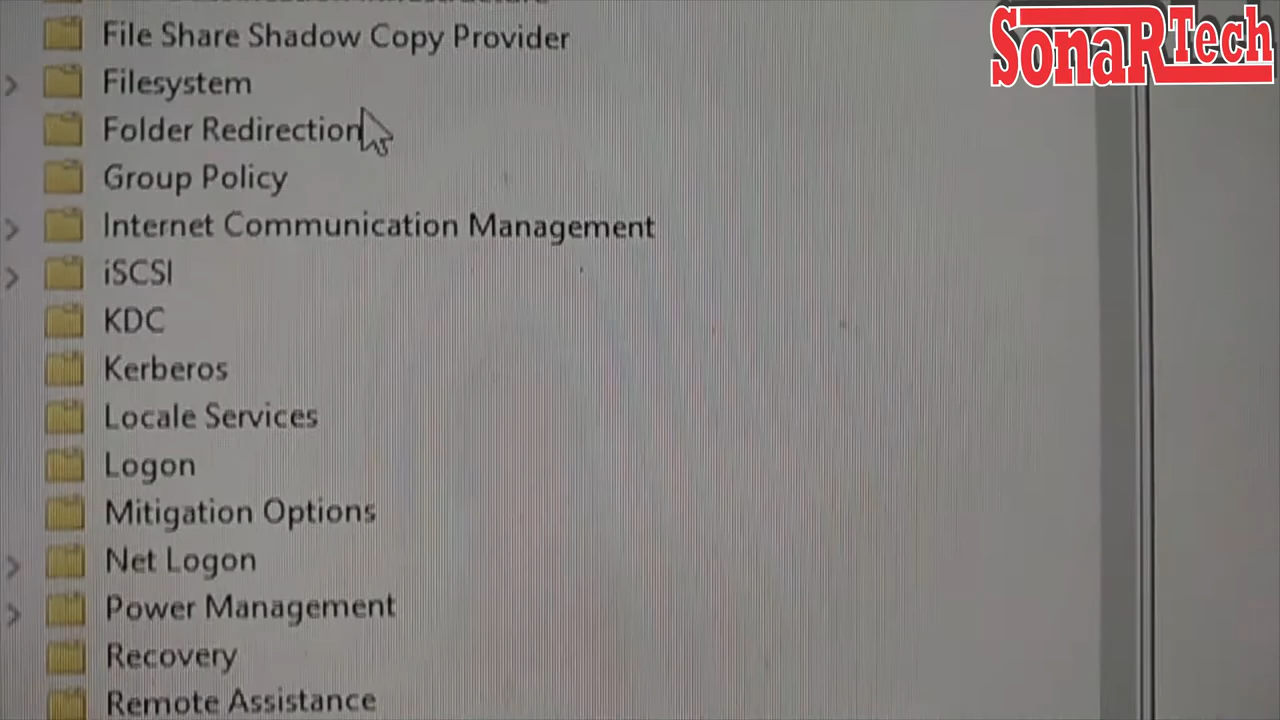 SonaRTech
File Share Shadow Copy Provider
Filesystem
Folder Redirection
Group Policy
Internet Communication Management
iSCSI
KDC
Kerberos
Locale Services
Logon
Mitigation Options
Net Logon
Power Management
Recovery
Remote Assistance